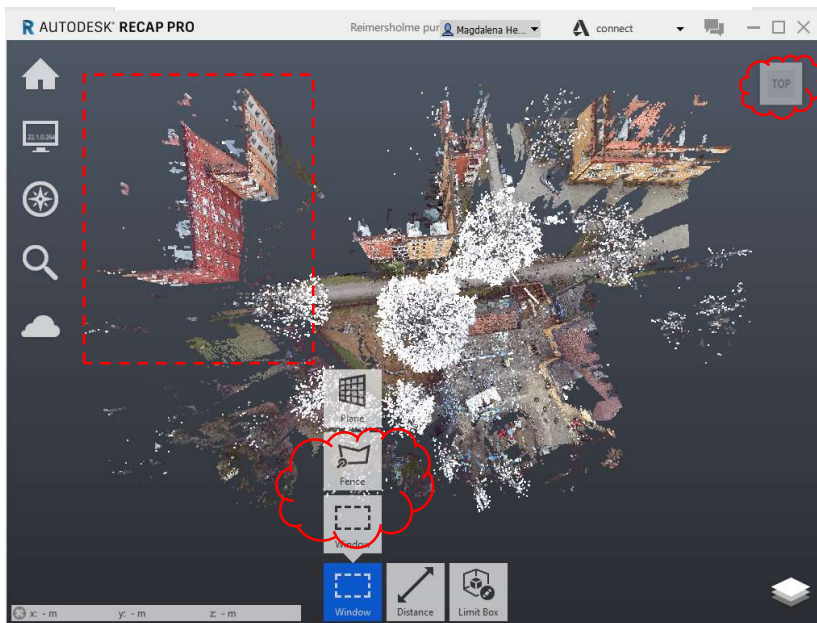 R AUTODESK® RECAP PRO
Reimersholme pur
Magdalena He...
connect
TOP
22.1.0.264
Plane
Fence
Window
Window
Distance
Limit Box
x: - m
y: - m
z: - m